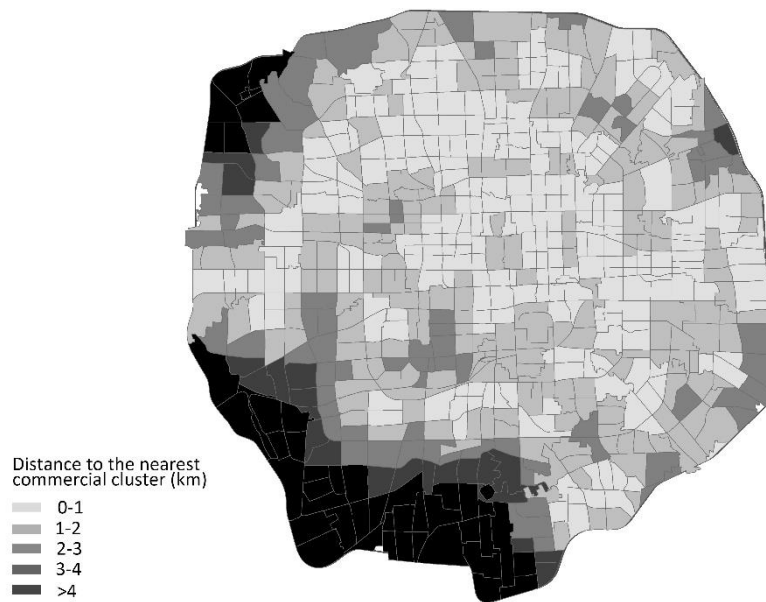 Distance to the nearest
commercial cluster (km)
0-1
1-2
2-3
3-4
>4